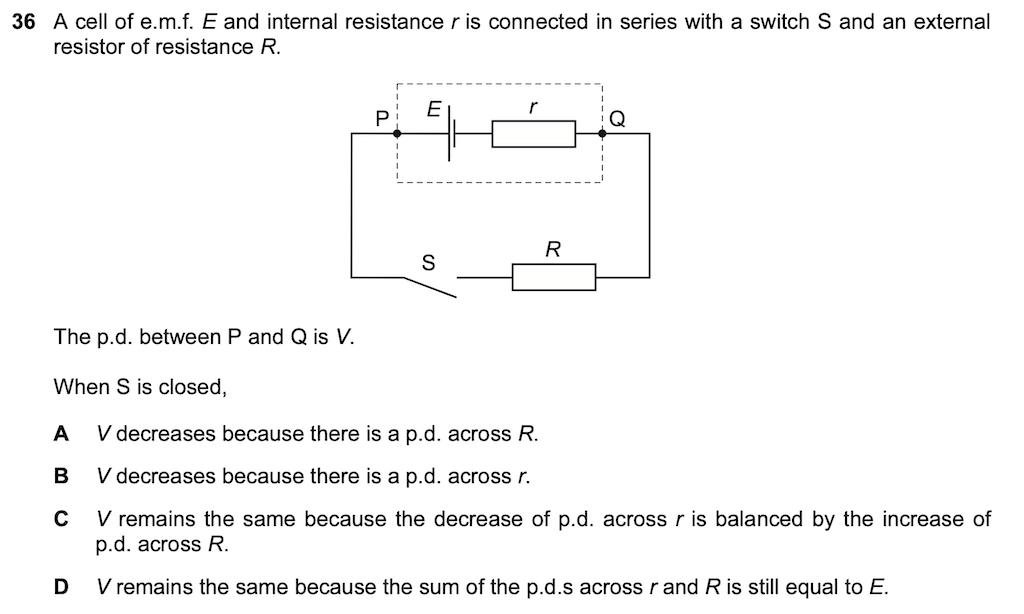 36 A cell of e.m.f. E and internal resistance r is connected in series with a switch S and an external
resistor of resistance R.
P E r Q
S R
The p.d. between P and Q is V.
When S is closed,
A V decreases because there is a p.d. across R.
B V decreases because there is a p.d. across r.
C V remains the same because the decrease of p.d. across r is balanced by the increase of
p.d. across R.
D V remains the same because the sum of the p.d.s across r and R is still equal to E.